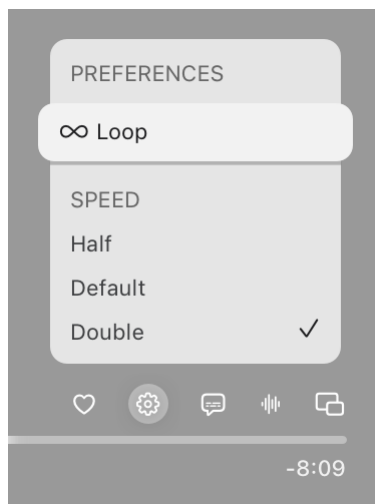 PREFERENCES
Loop
SPEED
Half
Default
Double
-8:09